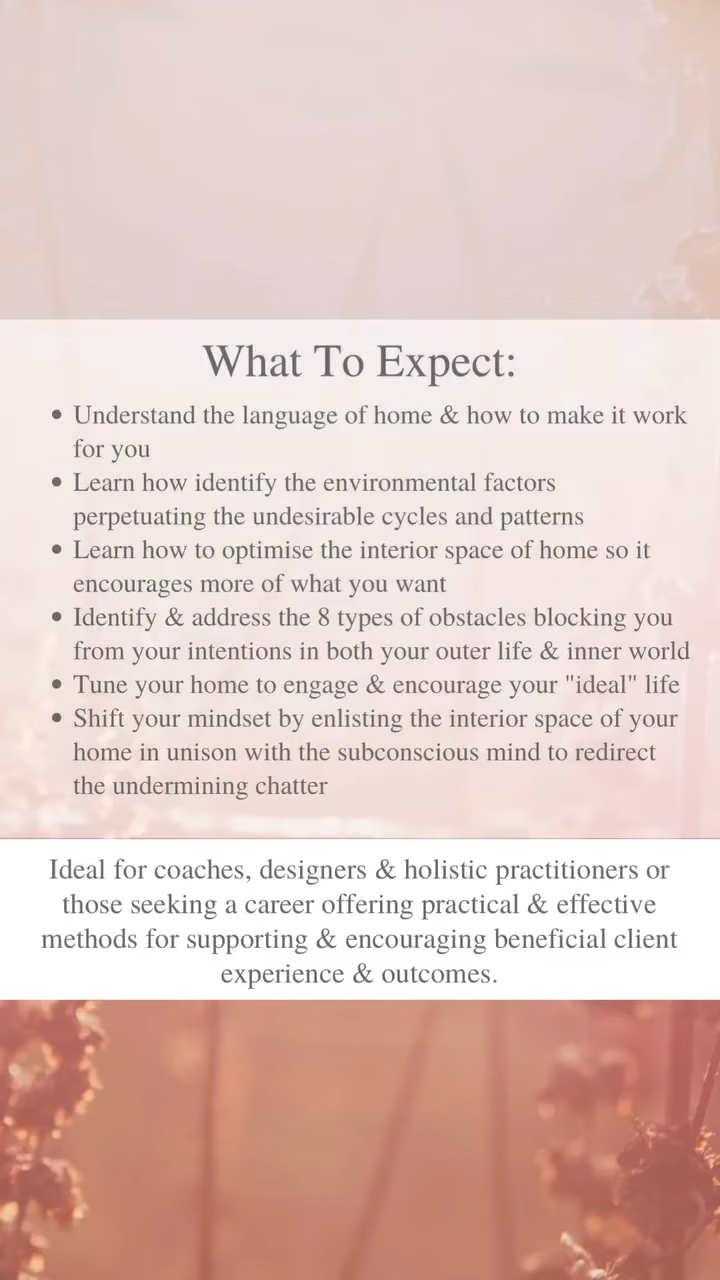 What To Expect:
• Understand the language of home & how to make it work
for you
• Learn how identify the environmental factors
perpetuating the undesirable cycles and patterns
• Learn how to optimise the interior space of home so it
encourages more of what you want
• Identify & address the 8 types of obstacles blocking you
from your intentions in both your outer life & inner world
• Tune your home to engage & encourage your "ideal" life
• Shift your mindset by enlisting the interior space of your
home in unison with the subconscious mind to redirect
the undermining chatter
Ideal for coaches, designers & holistic practitioners or
those seeking a career offering practical & effective
methods for supporting & encouraging beneficial client
experience & outcomes.